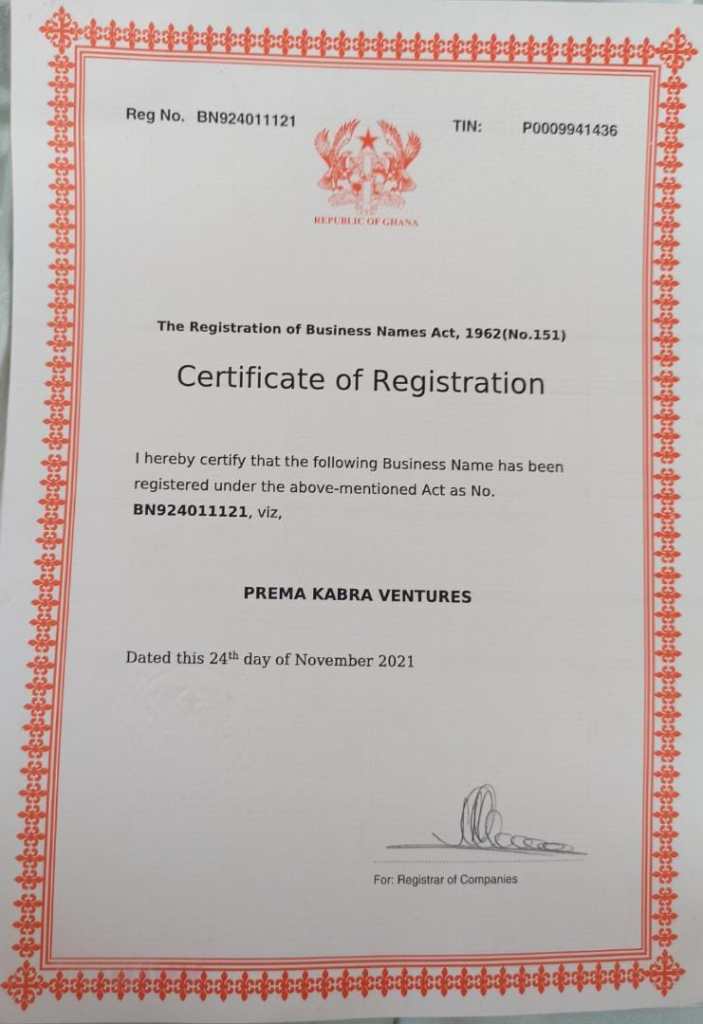 Reg No. BN924011121
TIN: P0009941436
REPUBLIC OF GHANA
The Registration of Business Names Act, 1962(No.151)
Certificate of Registration
I hereby certify that the following Business Name has been
registered under the above-mentioned Act as No.
BN924011121, viz,
PREMA KABRA VENTURES
Dated this 24th day of November 2021
For: Registrar of Companies